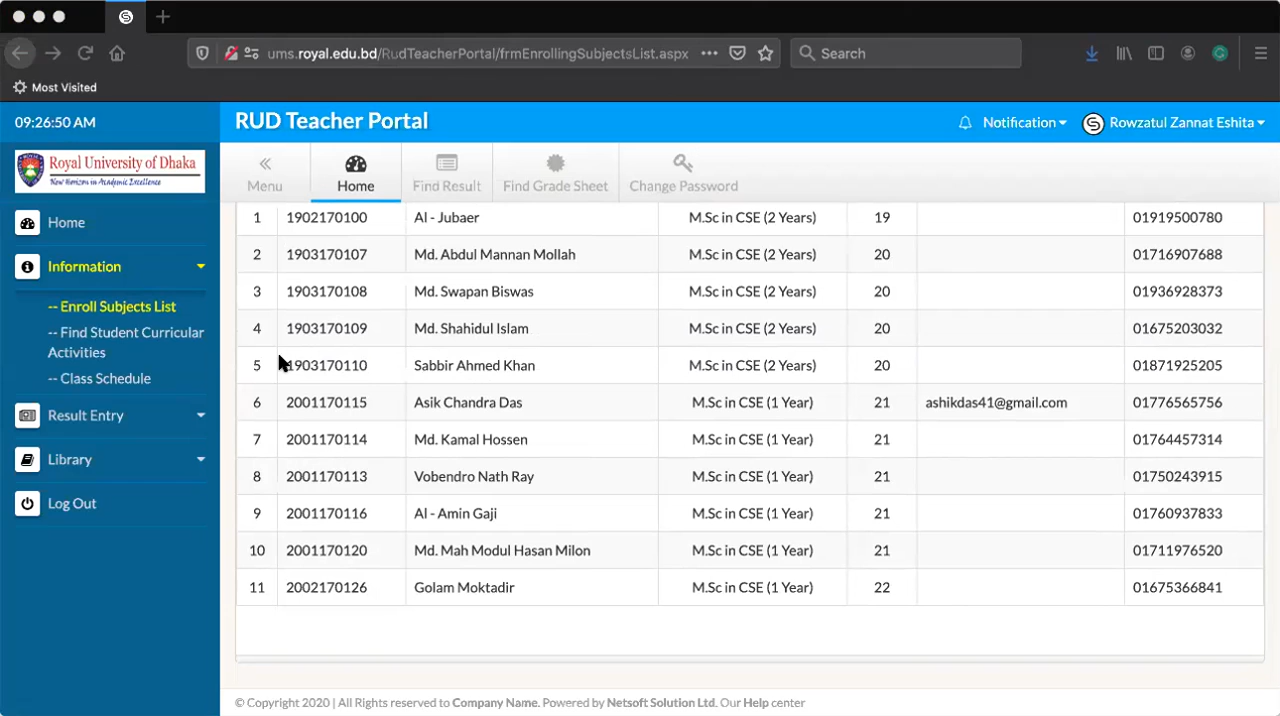 ums.royal.edu.bd/RudTeacherPortal/frmEnrollingSubjectsList.aspx
Search
Most Visited
09:26:50 AM
RUD Teacher Portal
Notification
Rowzatul Zannat Eshita
Royal University of Dhaka
New Horizon in Academic Excellence
Menu
Home
Find Result
Find Grade Sheet
Change Password
Home
Information
-- Enroll Subjects List
-- Find Student Curricular
Activities
-- Class Schedule
Result Entry
Library
Log Out
1 1902170100 Al - Jubaer M.Sc in CSE (2 Years) 19 01919500780
2 1903170107 Md. Abdul Mannan Mollah M.Sc in CSE (2 Years) 20 01716907688
3 1903170108 Md. Swapan Biswas M.Sc in CSE (2 Years) 20 01936928373
4 1903170109 Md. Shahidul Islam M.Sc in CSE (2 Years) 20 01675203032
5 1903170110 Sabbir Ahmed Khan M.Sc in CSE (2 Years) 20 01871925205
6 2001170115 Asik Chandra Das M.Sc in CSE (1 Year) 21 ashikdas41@gmail.com 01776565756
7 2001170114 Md. Kamal Hossen M.Sc in CSE (1 Year) 21 01764457314
8 2001170113 Vobendro Nath Ray M.Sc in CSE (1 Year) 21 01750243915
9 2001170116 Al - Amin Gaji M.Sc in CSE (1 Year) 21 01760937833
10 2001170120 Md. Mah Modul Hasan Milon M.Sc in CSE (1 Year) 21 01711976520
11 2002170126 Golam Moktadir M.Sc in CSE (1 Year) 22 01675366841
© Copyright 2020 | All Rights reserved to Company Name. Powered by Netsoft Solution Ltd. Our Help center